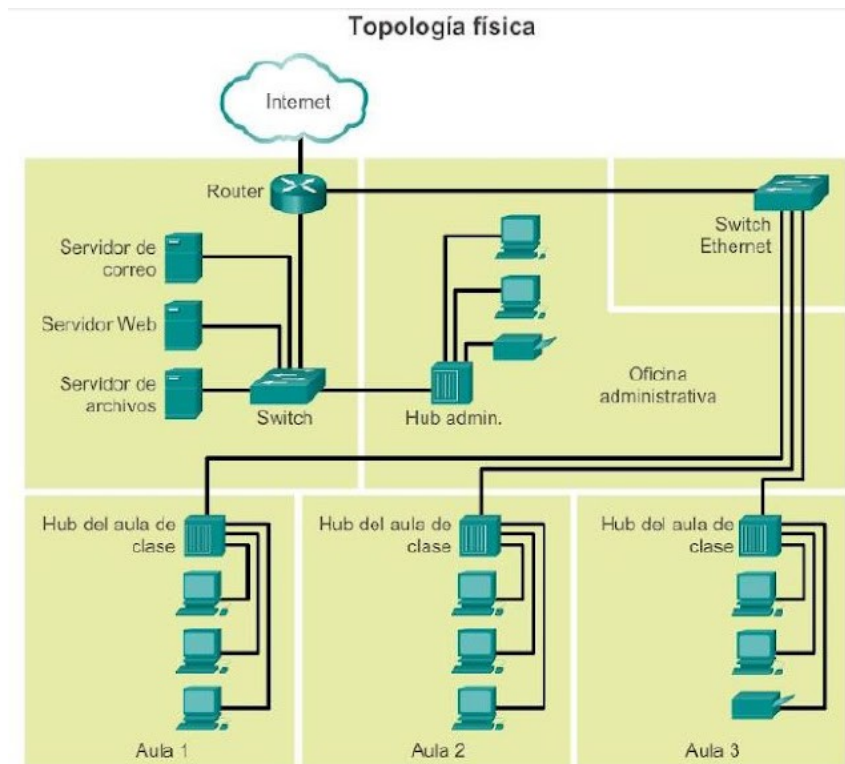 Topología física
Internet
Router
Switch
Ethernet
Servidor de
correo
Servidor Web
Servidor de
archivos
Switch
Hub admin.
Oficina
administrativa
Hub del aula de
clase
Hub del aula de
clase
Hub del aula de
clase
Aula 1
Aula 2
Aula 3